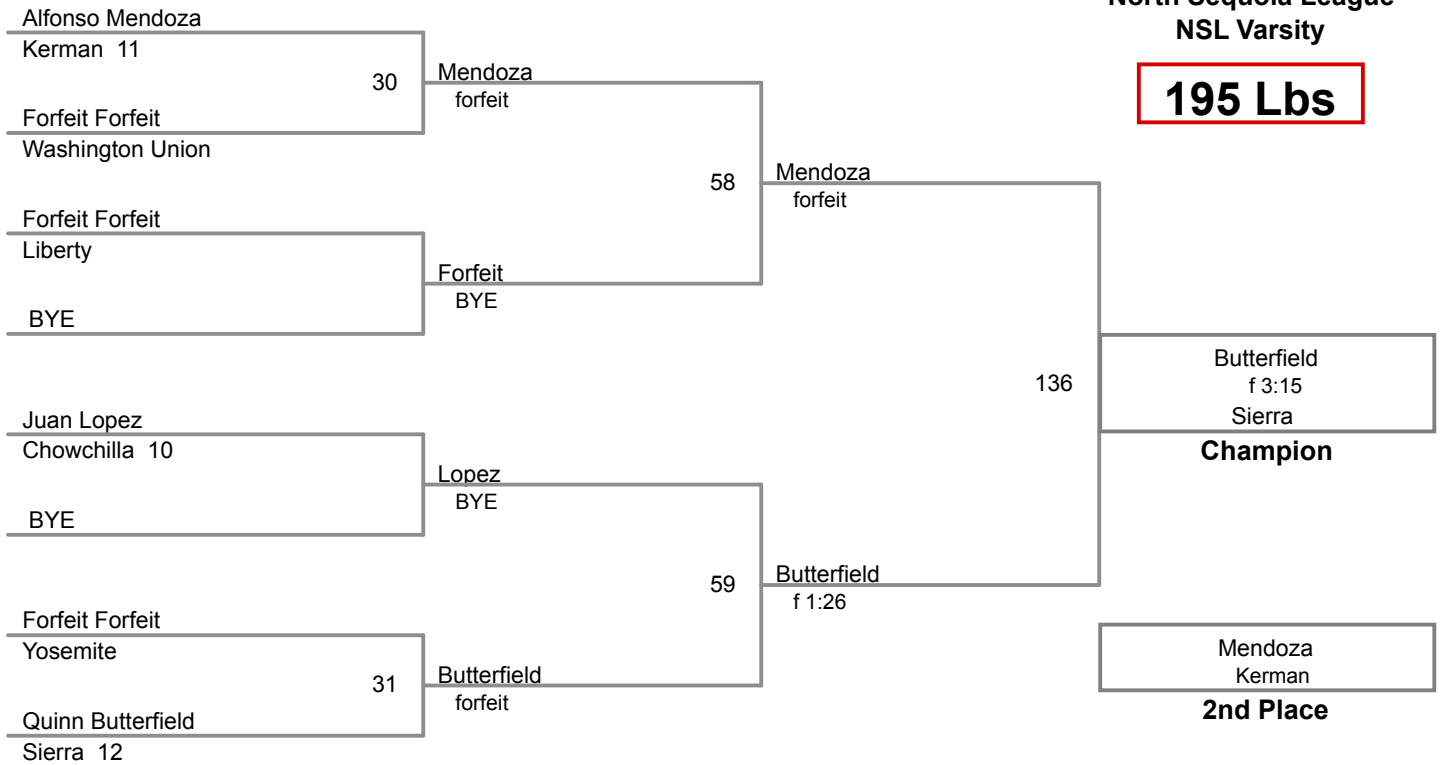 North Sequoia League
NSL Varsity
195 Lbs
Alfonso Mendoza
Kerman 11
30
Mendoza
forfeit
Forfeit Forfeit
Washington Union
58
Mendoza
forfeit
Forfeit Forfeit
Liberty
Forfeit
BYE
BYE
136
Butterfield
f 3:15
Sierra
Champion
Juan Lopez
Chowchilla 10
Lopez
BYE
BYE
59
Butterfield
f 1:26
Forfeit Forfeit
Yosemite
31
Butterfield
forfeit
Quinn Butterfield
Sierra 12
Mendoza
Kerman
2nd Place